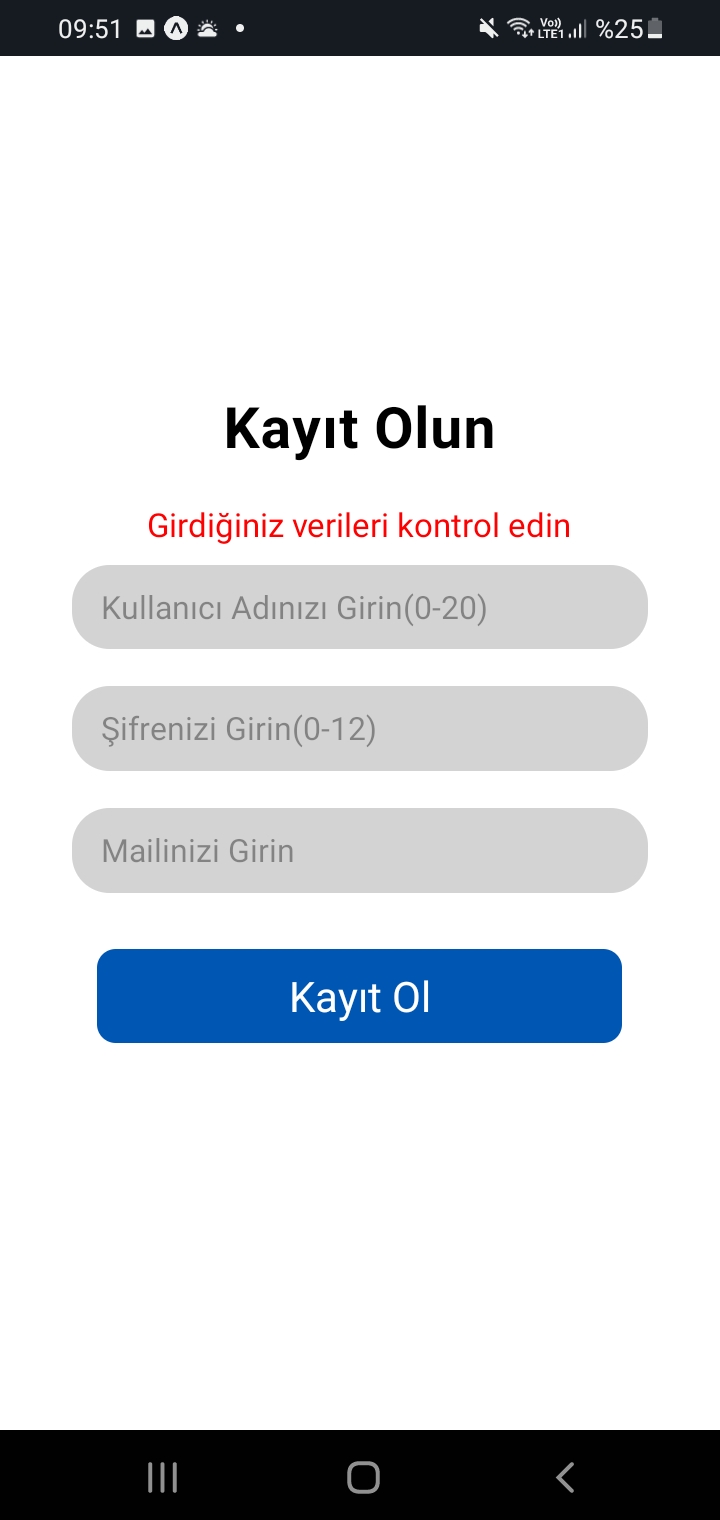 09:51 Vo)) LTE1 %25
Kayıt Olun
Girdiğiniz verileri kontrol edin
Kullanıcı Adınızı Girin(0-20)
Şifrenizi Girin(0-12)
Mailinizi Girin
Kayıt Ol